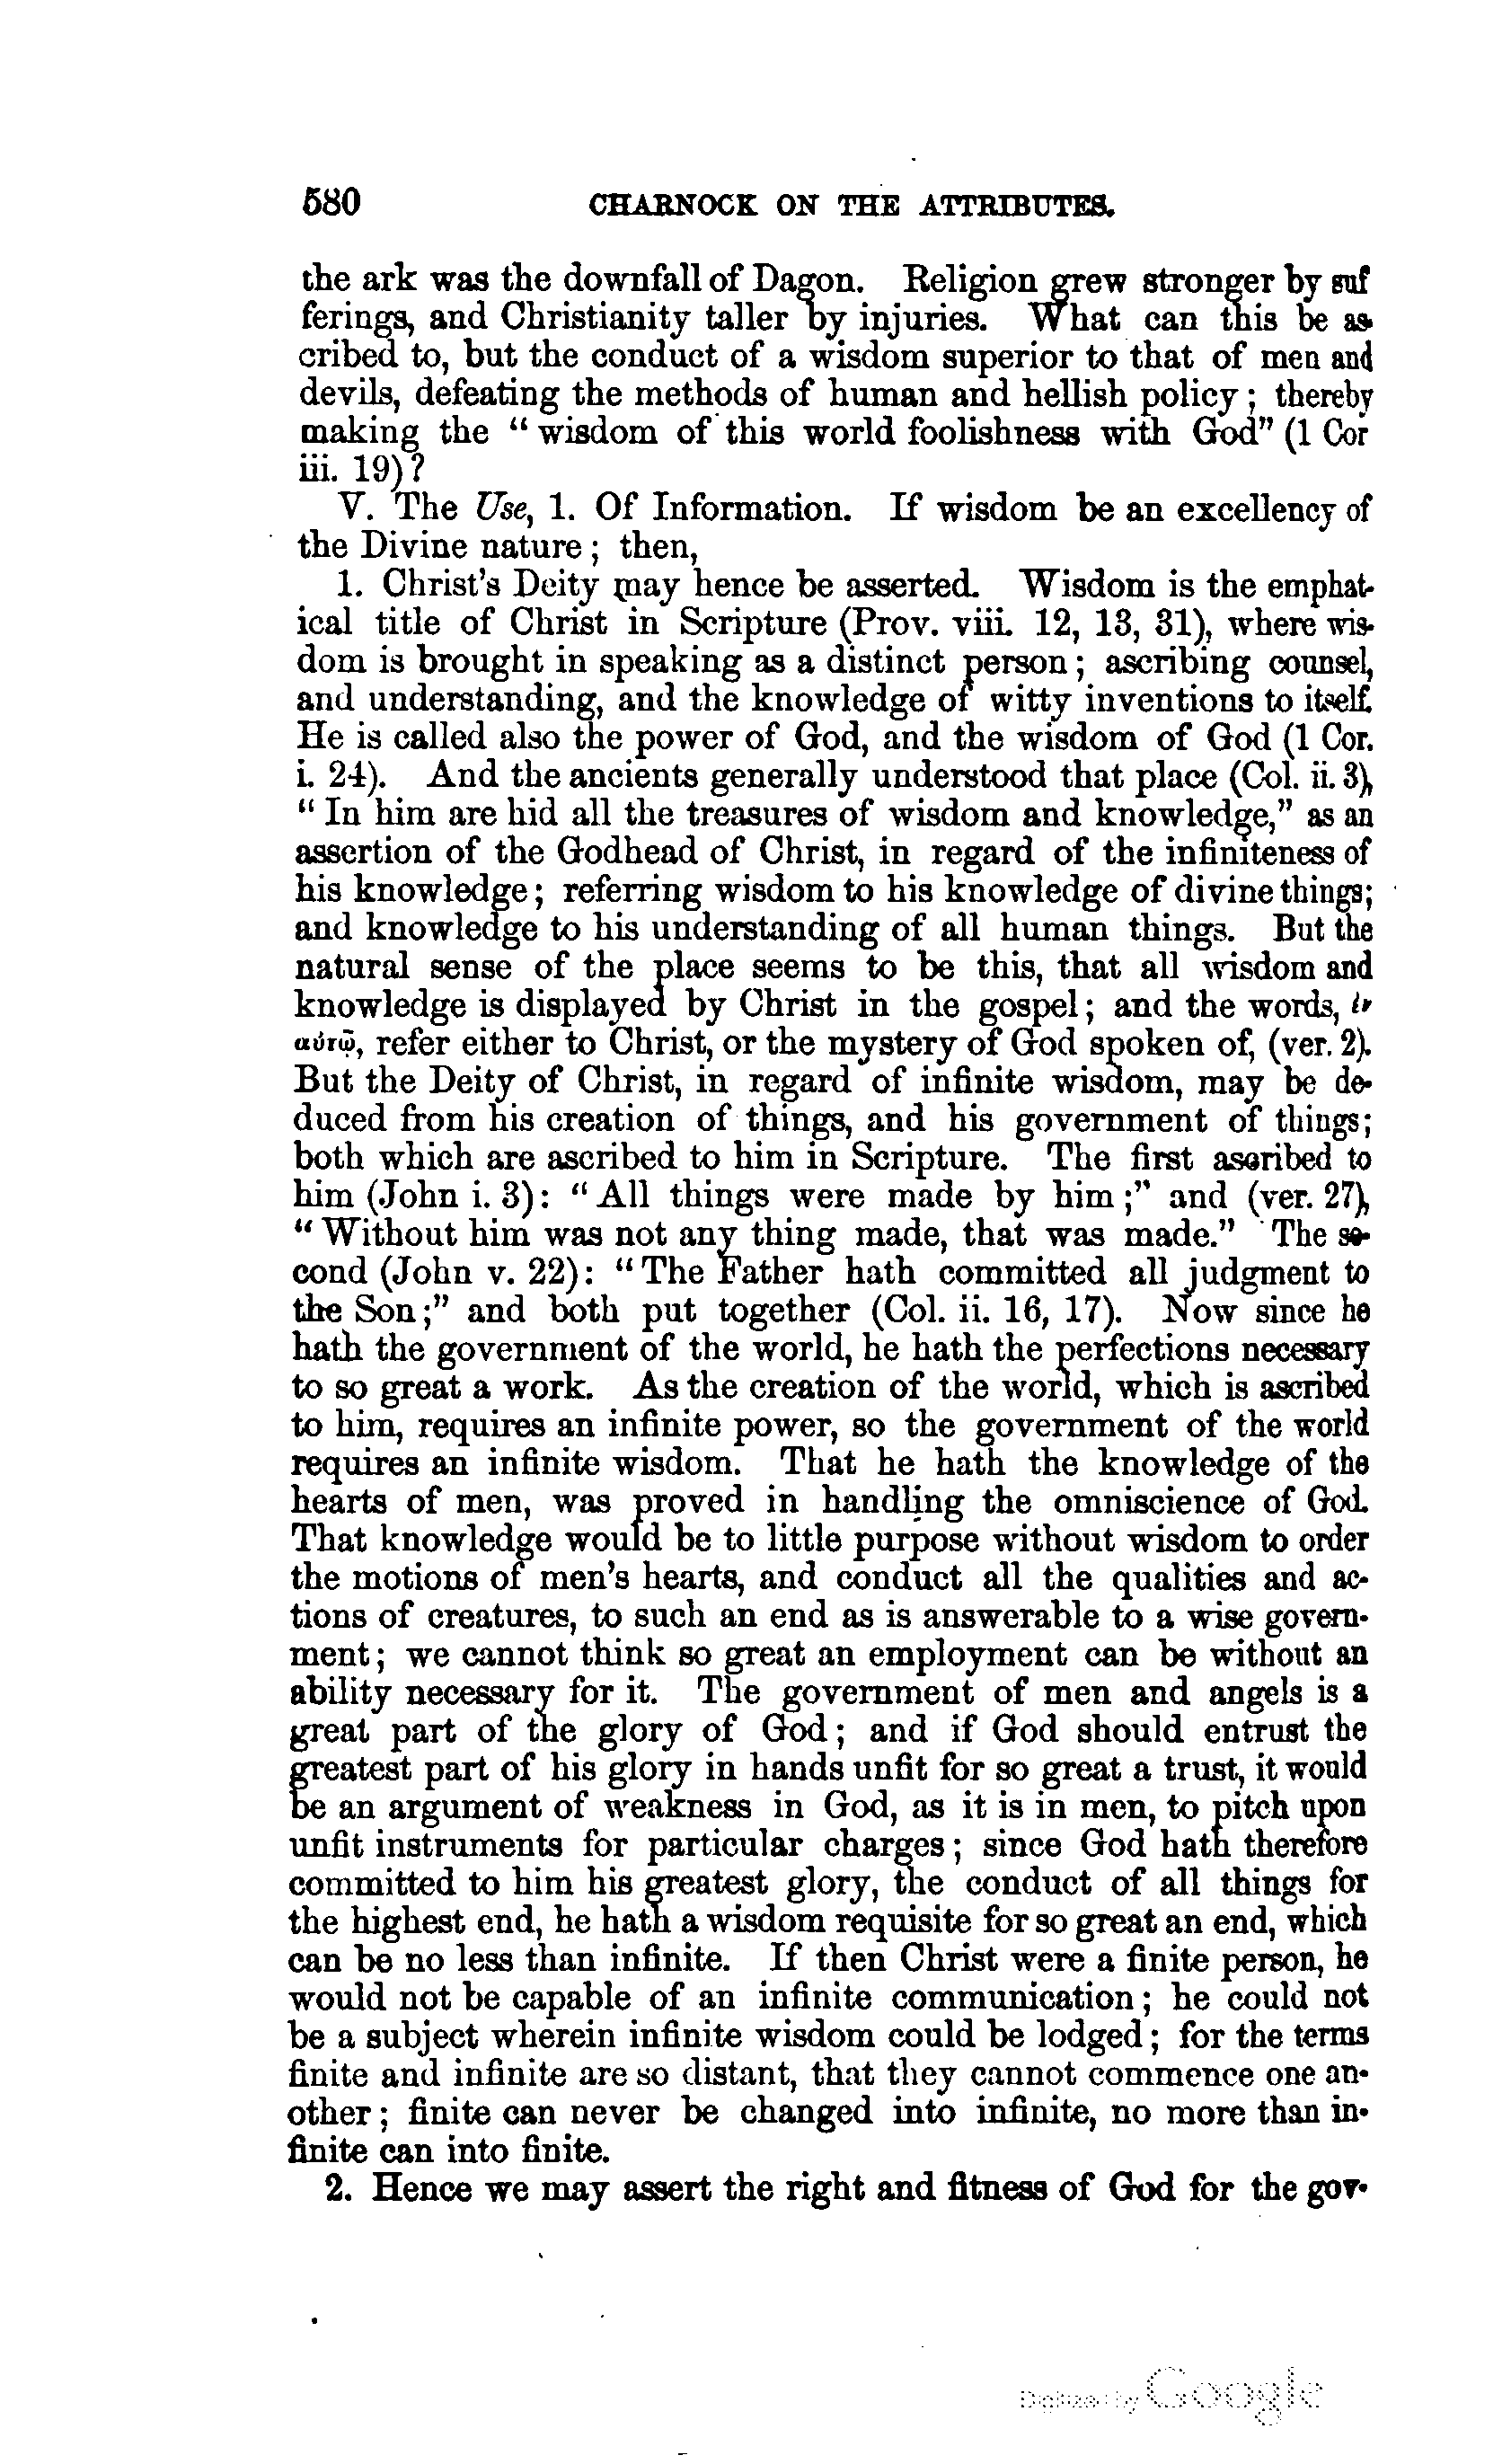 580 CHARNOCK ON THE ATTRIBUTES.
the ark was the downfall of Dagon. Religion grew stronger by suf
ferings, and Christianity taller by injuries. What can this be as-
cribed to, but the conduct of a wisdom superior to that of men and
devils, defeating the methods of human and hellish policy; thereby
making the “wisdom of this world foolishness with God” (1 Cor
iii. 19)?
V. The Use, 1. Of Information. If wisdom be an excellency of
the Divine nature; then,
1. Christ's Deity may hence be asserted. Wisdom is the emphat-
ical title of Christ in Scripture (Prov. viii. 12, 13, 31), where wis-
dom is brought in speaking as a distinct person; ascribing counsel,
and understanding, and the knowledge of witty inventions to itself.
He is called also the power of God, and the wisdom of God (1 Cor.
i. 24). And the ancients generally understood that place (Col. ii. 3),
“In him are hid all the treasures of wisdom and knowledge,” as an
assertion of the Godhead of Christ, in regard of the infiniteness of
his knowledge; referring wisdom to his knowledge of divine things;
and knowledge to his understanding of all human things. But the
natural sense of the place seems to be this, that all wisdom and
knowledge is displayed by Christ in the gospel; and the words, ἐν
αὐτῷ, refer either to Christ, or the mystery of God spoken of, (ver. 2).
But the Deity of Christ, in regard of infinite wisdom, may be de-
duced from his creation of things, and his government of things;
both which are ascribed to him in Scripture. The first ascribed to
him (John i. 3): “All things were made by him;” and (ver. 27),
“Without him was not any thing made, that was made.” The se-
cond (John v. 22): “The Father hath committed all judgment to
the Son;” and both put together (Col. ii. 16, 17). Now since he
hath the government of the world, he hath the perfections necessary
to so great a work. As the creation of the world, which is ascribed
to him, requires an infinite power, so the government of the world
requires an infinite wisdom. That he hath the knowledge of the
hearts of men, was proved in handling the omniscience of God.
That knowledge would be to little purpose without wisdom to order
the motions of men's hearts, and conduct all the qualities and ac-
tions of creatures, to such an end as is answerable to a wise govern-
ment; we cannot think so great an employment can be without an
ability necessary for it. The government of men and angels is a
great part of the glory of God; and if God should entrust the
greatest part of his glory in hands unfit for so great a trust, it would
be an argument of weakness in God, as it is in men, to pitch upon
unfit instruments for particular charges; since God hath therefore
committed to him his greatest glory, the conduct of all things for
the highest end, he hath a wisdom requisite for so great an end, which
can be no less than infinite. If then Christ were a finite person, he
would not be capable of an infinite communication; he could not
be a subject wherein infinite wisdom could be lodged; for the terms
finite and infinite are so distant, that they cannot commence one an-
other; finite can never be changed into infinite, no more than in-
finite can into finite.
2. Hence we may assert the right and fitness of God for the gov-
Digitized by Google